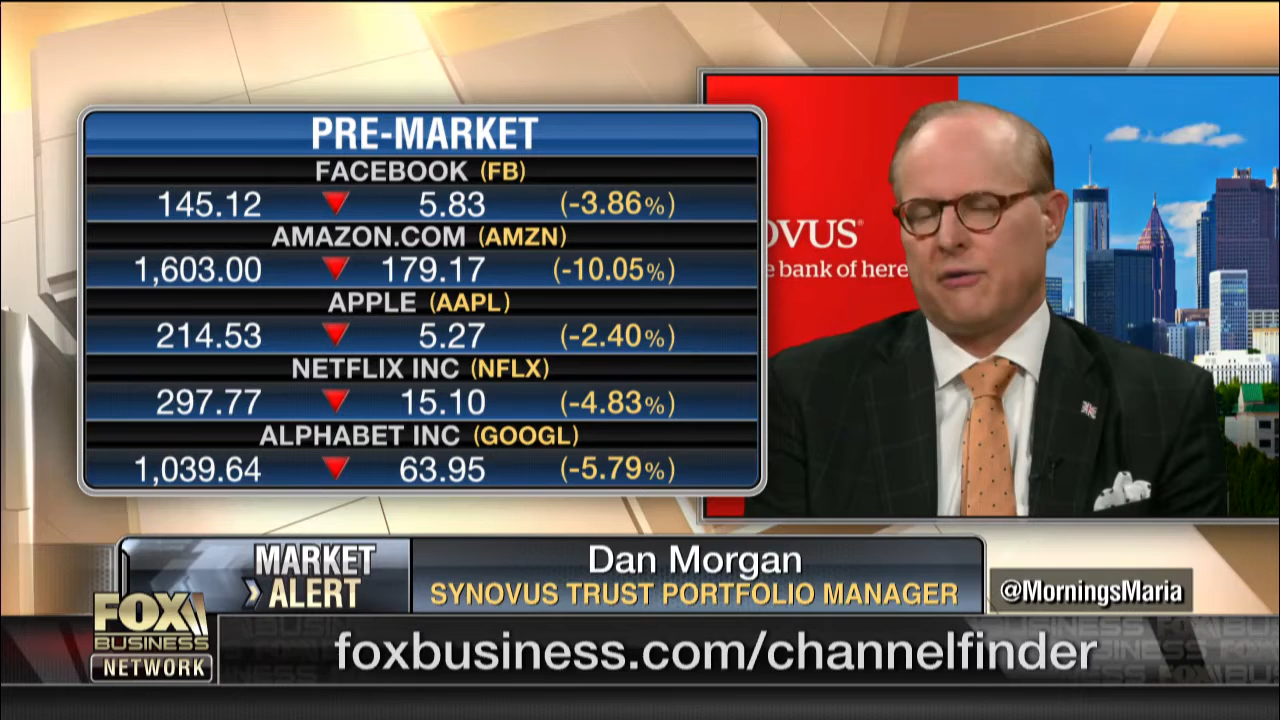 PRE-MARKET
FACEBOOK (FB)
145.12 ▼ 5.83 (-3.86%)
AMAZON.COM (AMZN)
1,603.00 ▼ 179.17 (-10.05%)
APPLE (AAPL)
214.53 ▼ 5.27 (-2.40%)
NETFLIX INC (NFLX)
297.77 ▼ 15.10 (-4.83%)
ALPHABET INC (GOOGL)
1,039.64 ▼ 63.95 (-5.79%)
OVUS®
e bank of here
MARKET
ALERT
Dan Morgan
SYNOVUS TRUST PORTFOLIO MANAGER
@MorningsMaria
FOX
BUSINESS
NETWORK
foxbusiness.com/channelfinder